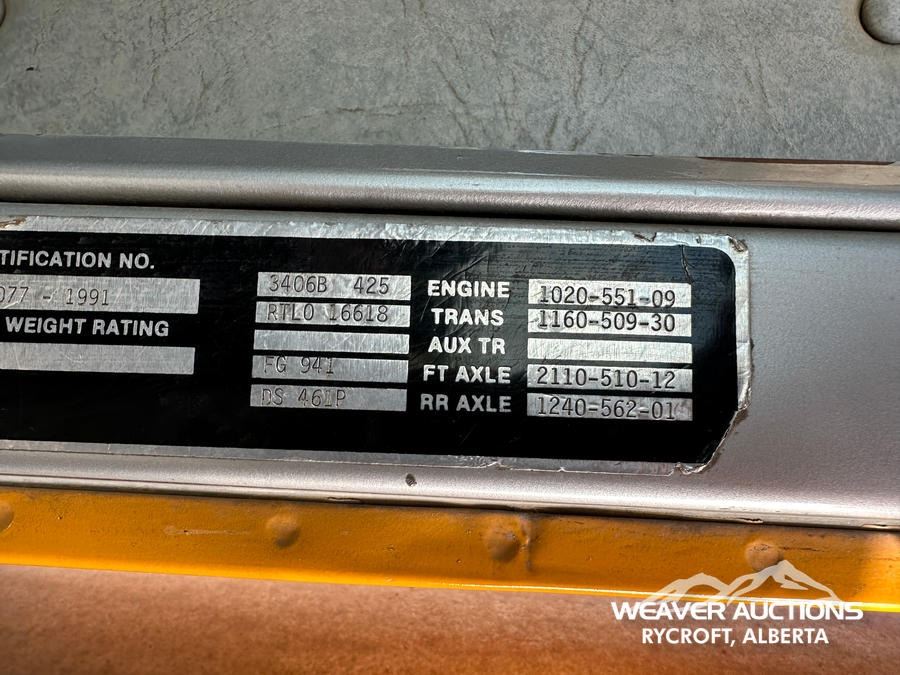 TIFICATION NO.
077 - 1991
WEIGHT RATING
3406B 425 ENGINE 1020-551-09
RTLO 16618 TRANS 1160-509-30
AUX TR
FG 941 FT AXLE 2110-510-12
DS 461P RR AXLE 1240-562-01
WEAVER AUCTIONS
RYCROFT, ALBERTA